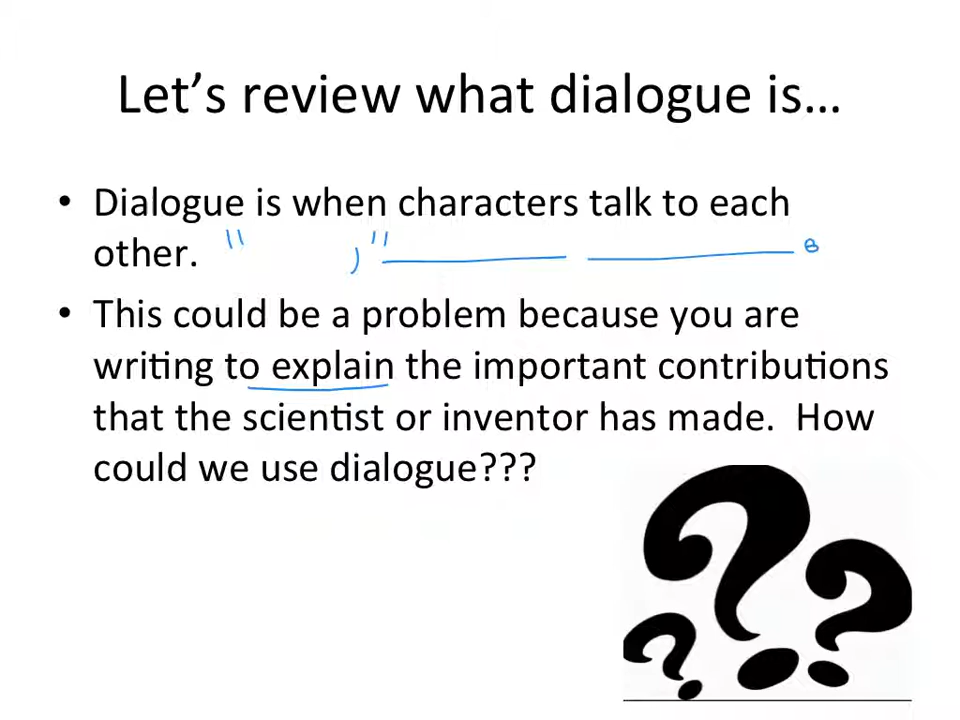 Let's review what dialogue is...
• Dialogue is when characters talk to each
other. " ," 
• This could be a problem because you are
writing to explain the important contributions
that the scientist or inventor has made. How
could we use dialogue???